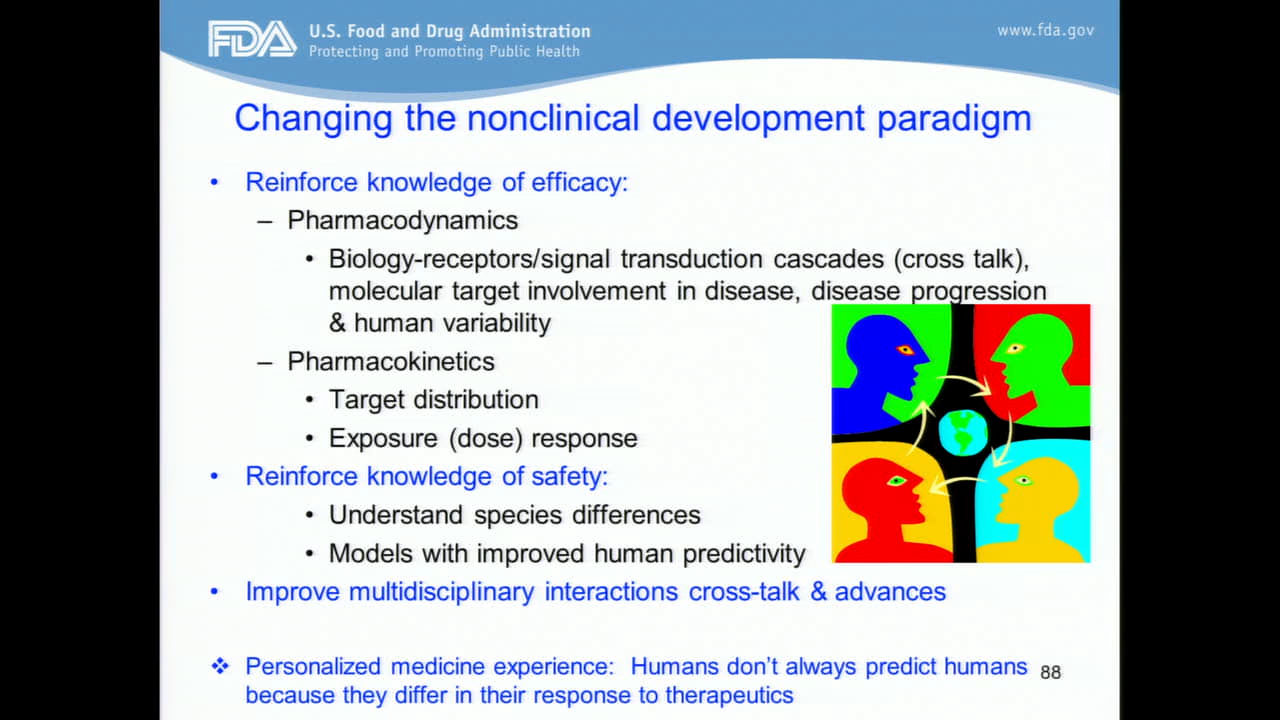 FDA U.S. Food and Drug Administration
Protecting and Promoting Public Health
www.fda.gov
Changing the nonclinical development paradigm
• Reinforce knowledge of efficacy:
– Pharmacodynamics
• Biology-receptors/signal transduction cascades (cross talk),
molecular target involvement in disease, disease progression
& human variability
– Pharmacokinetics
• Target distribution
• Exposure (dose) response
• Reinforce knowledge of safety:
• Understand species differences
• Models with improved human predictivity
• Improve multidisciplinary interactions cross-talk & advances
❖ Personalized medicine experience: Humans don't always predict humans
because they differ in their response to therapeutics
88